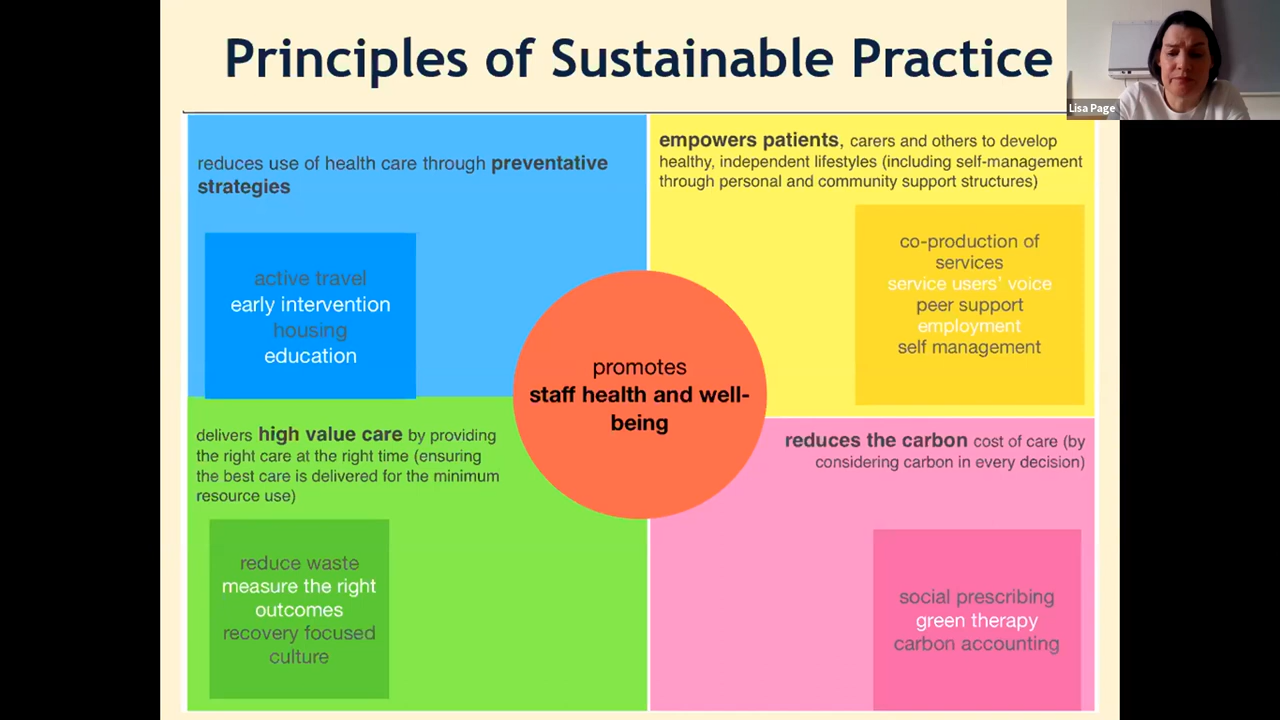 Principles of Sustainable Practice
Lisa Page
reduces use of health care through preventative
strategies
active travel
early intervention
housing
education
empowers patients, carers and others to develop
healthy, independent lifestyles (including self-management
through personal and community support structures)
co-production of
services
service users' voice
peer support
employment
self management
promotes
staff health and well-
being
delivers high value care by providing
the right care at the right time (ensuring
the best care is delivered for the minimum
resource use)
reduce waste
measure the right
outcomes
recovery focused
culture
reduces the carbon cost of care (by
considering carbon in every decision)
social prescribing
green therapy
carbon accounting